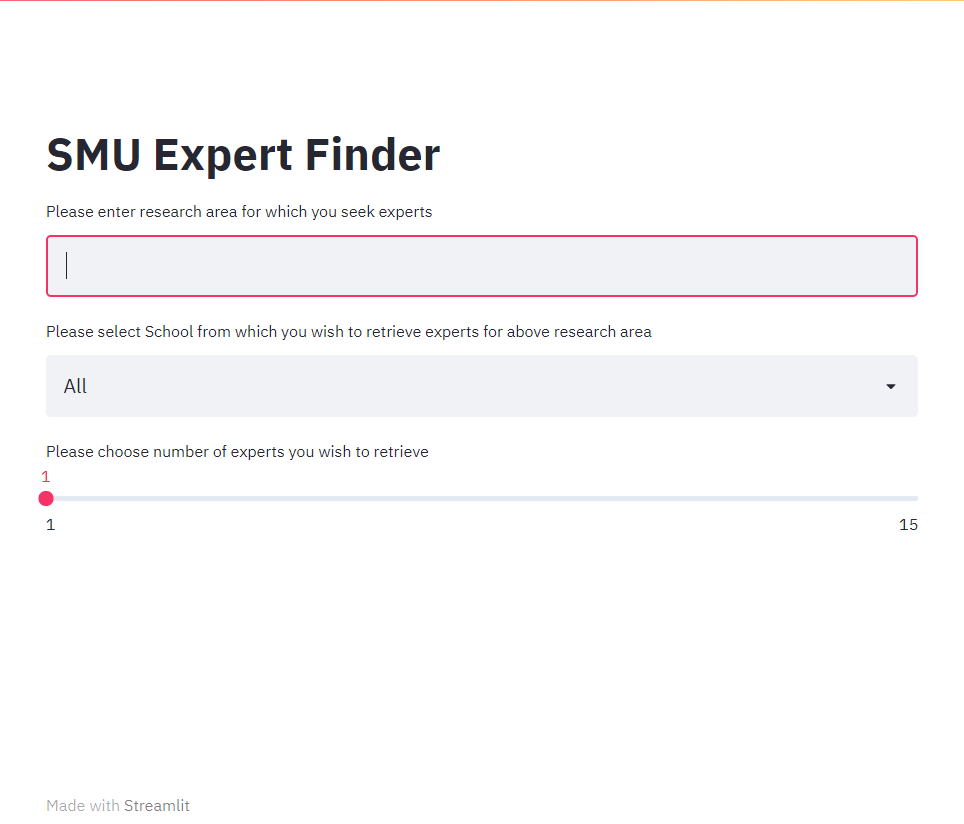 SMU Expert Finder
Please enter research area for which you seek experts
Please select School from which you wish to retrieve experts for above research area
All
Please choose number of experts you wish to retrieve
1
1 15
Made with Streamlit